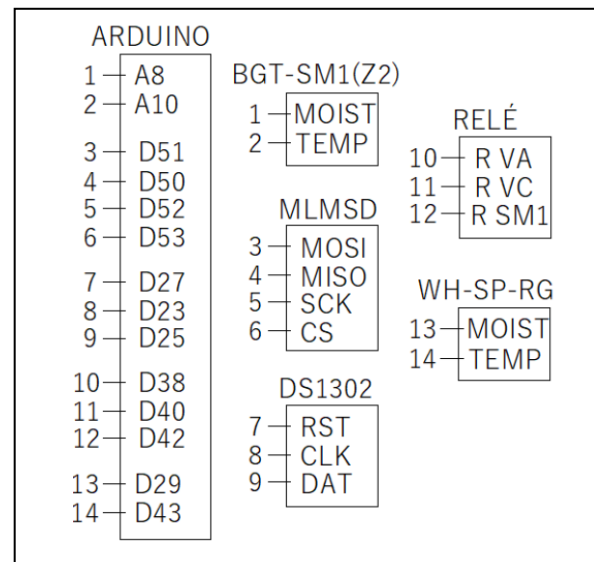 ARDUINO
1 A8
2 A10
3 D51
4 D50
5 D52
6 D53
7 D27
8 D23
9 D25
10 D38
11 D40
12 D42
13 D29
14 D43
BGT-SM1(Z2)
1 MOIST
2 TEMP
MLMSD
3 MOSI
4 MISO
5 SCK
6 CS
DS1302
7 RST
8 CLK
9 DAT
RELÉ
10 R VA
11 R VC
12 R SM1
WH-SP-RG
13 MOIST
14 TEMP